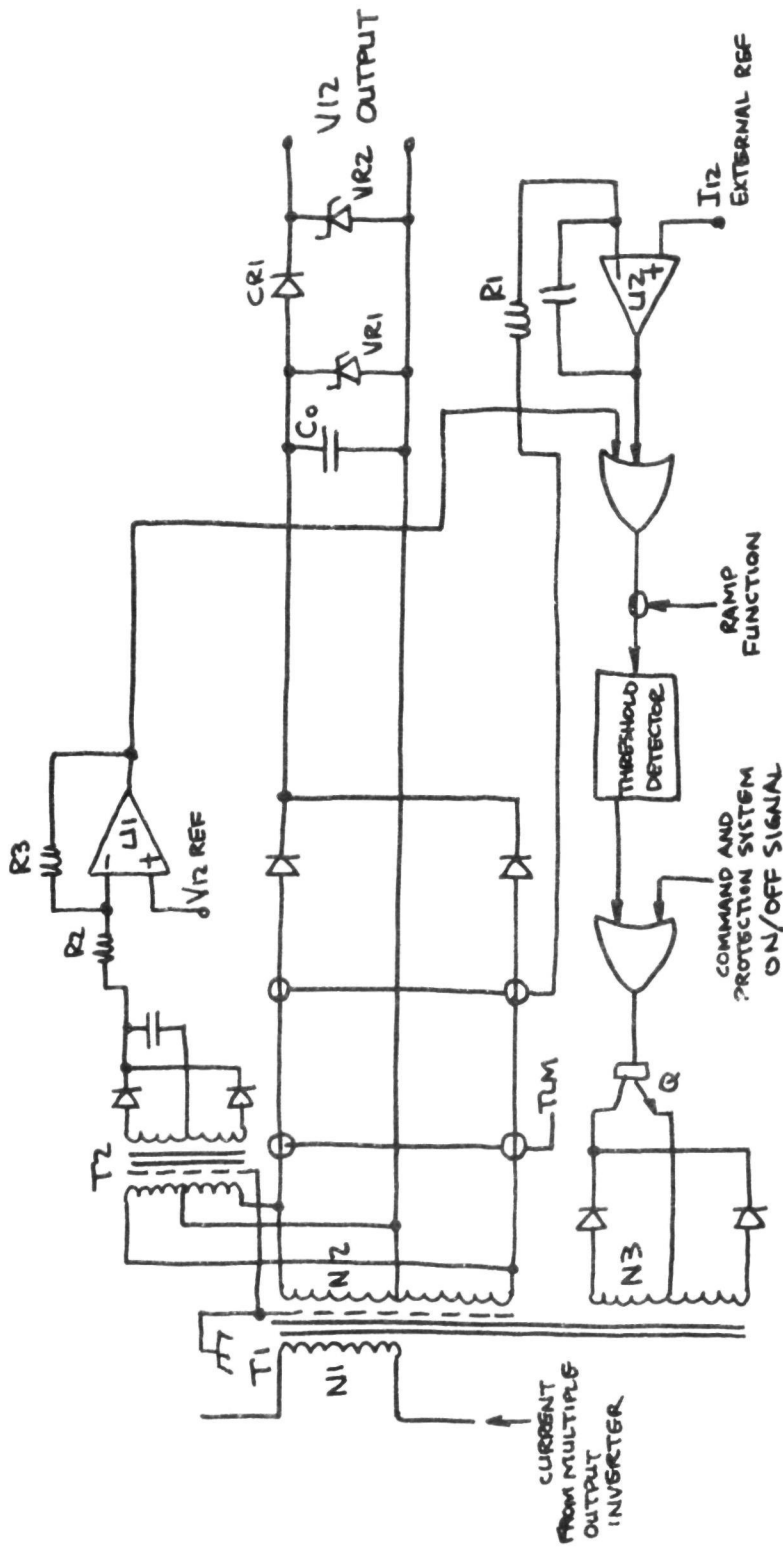 T2
R2
R3
U1
-
+
V12 REF
T1
N1
N2
TLM
CURRENT
FROM MULTIPLE
OUTPUT
INVERTER
Co
VR1
CR1
VR2
V12
OUTPUT
R1
U2
-
+
I12
EXTERNAL REF
N3
Q
COMMAND AND
PROTECTION SYSTEM
ON/OFF SIGNAL
THRESHOLD
DETECTOR
RAMP
FUNCTION